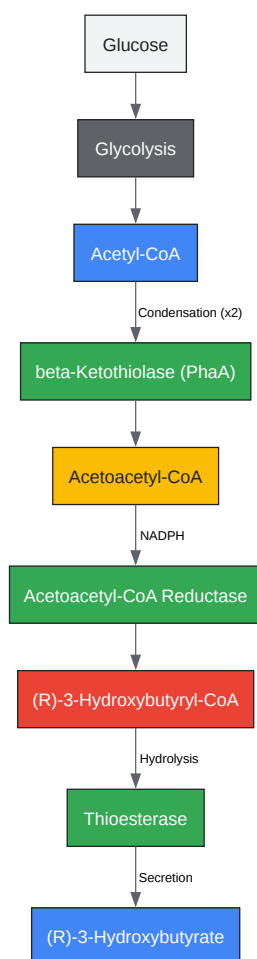 Glucose
Glycolysis
Acetyl-CoA
Condensation (x2)
beta-Ketothiolase (PhaA)
Acetoacetyl-CoA
NADPH
Acetoacetyl-CoA Reductase
(R)-3-Hydroxybutyryl-CoA
Hydrolysis
Thioesterase
Secretion
(R)-3-Hydroxybutyrate